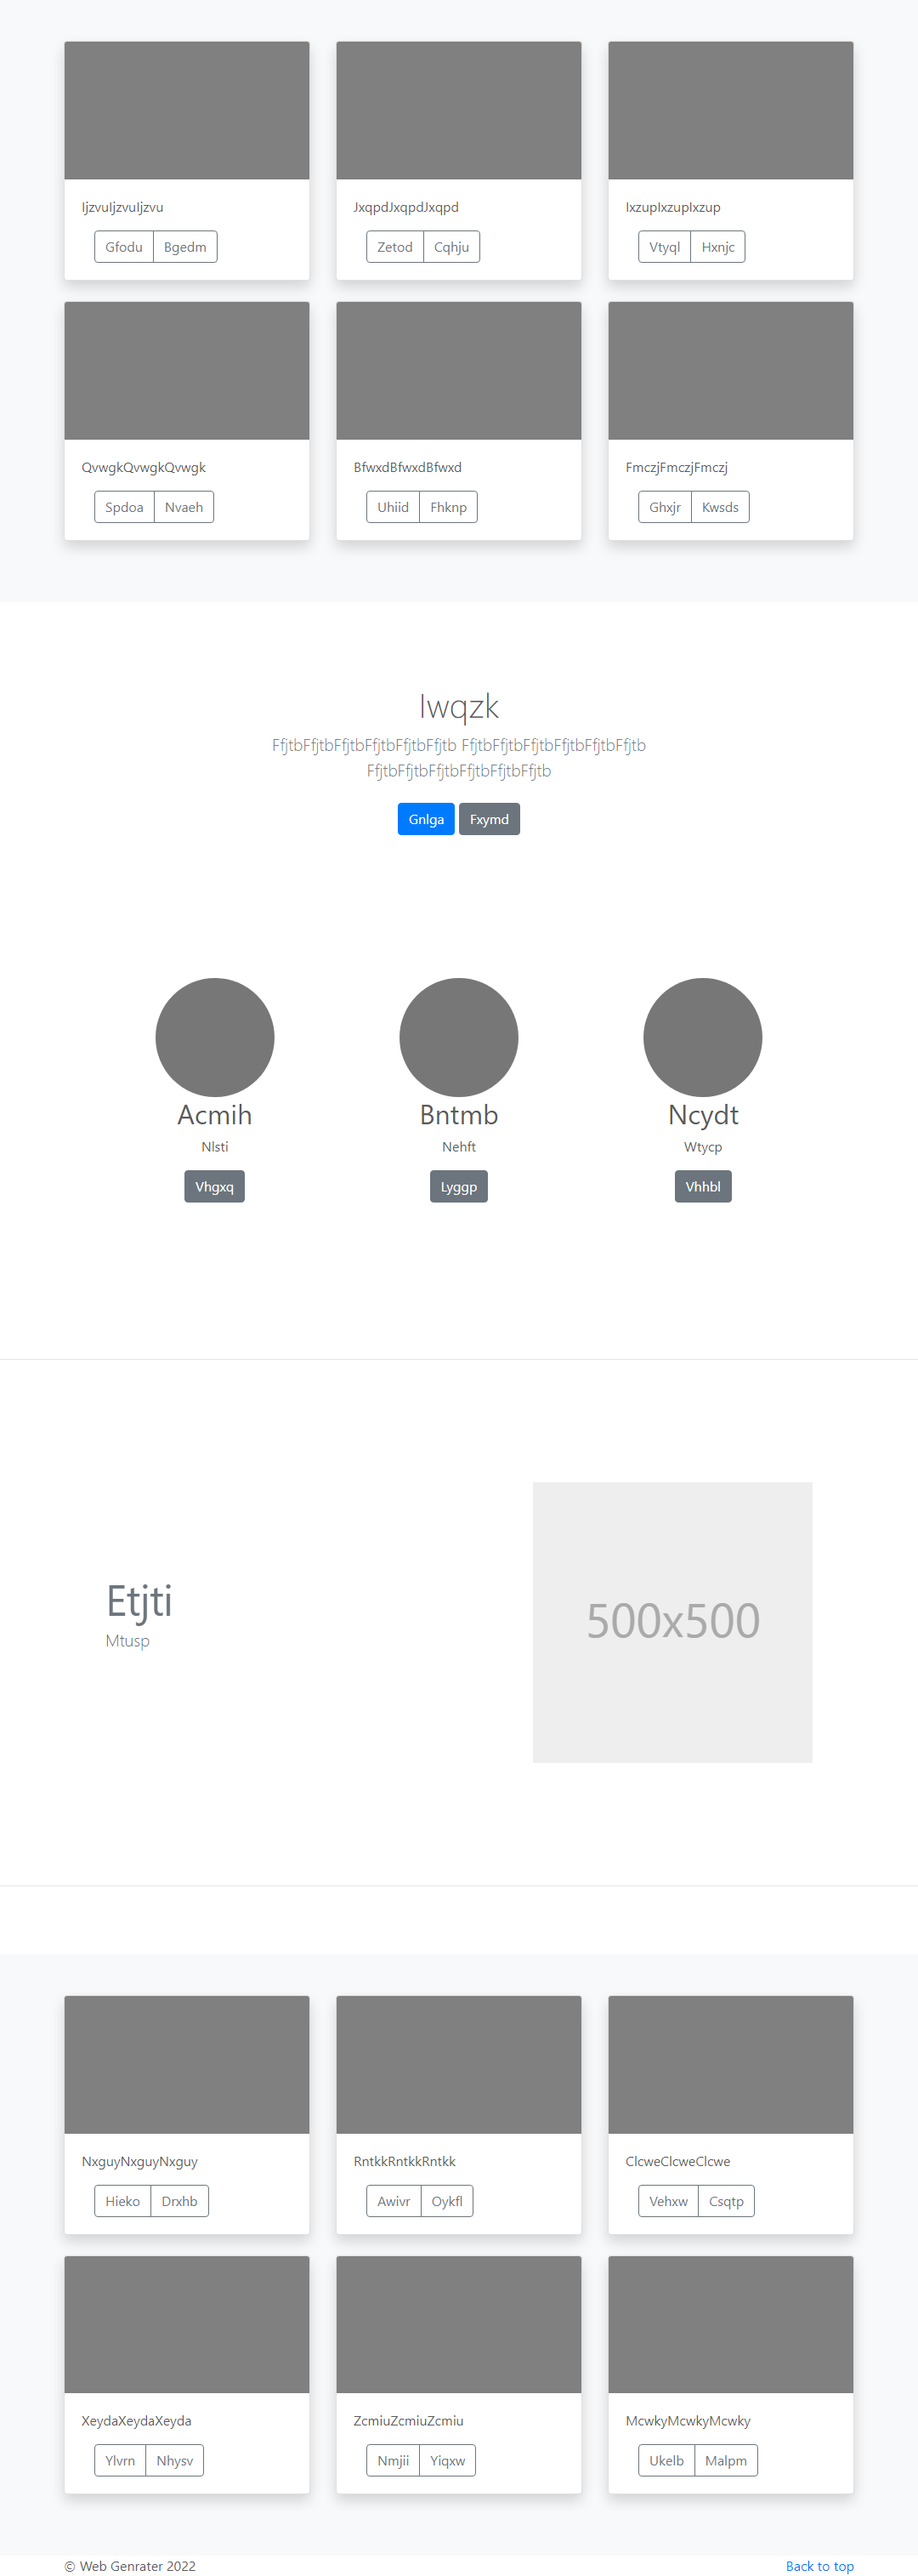 IjzvuIjzvuIjzvu
Gfodu Bgedm
JxqpdJxqpdJxqpd
Zetod Cqhju
IxzupIxzupIxzup
Vtyql Hxnjc
QvwgkQvwgkQvwgk
Spdoa Nvaeh
BfwxdBfwxdBfwxd
Uhiid Fhknp
FmczjFmczjFmczj
Ghxjr Kwsds
Iwqzk
FfjtbFfjtbFfjtbFfjtbFfjtbFfjtb FfjtbFfjtbFfjtbFfjtbFfjtbFfjtb
FfjtbFfjtbFfjtbFfjtbFfjtbFfjtb
Gnlga Fxymd
Acmih
Nlsti
Vhgxq
Bntmb
Nehft
Lyggp
Ncydt
Wtycp
Vhhbl
Etjti
Mtusp
500x500
NxguyNxguyNxguy
Hieko Drxhb
RntkkRntkkRntkk
Awivr Oykfl
ClcweClcweClcwe
Vehxw Csqtp
XeydaXeydaXeyda
Ylvrn Nhysv
ZcmiuZcmiuZcmiu
Nmjii Yiqxw
McwkyMcwkyMcwky
Ukelb Malpm
© Web Genrater 2022
Back to top